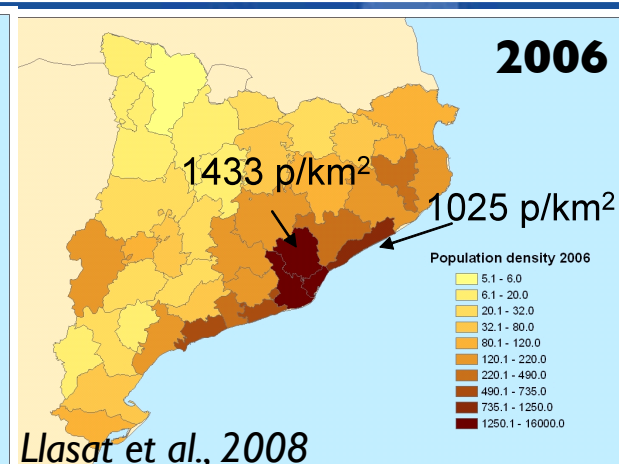 2006
1433 p/km²
1025 p/km²
Population density 2006
5.1 - 6.0
6.1 - 20.0
20.1 - 32.0
32.1 - 80.0
80.1 - 120.0
120.1 - 220.0
220.1 - 490.0
490.1 - 735.0
735.1 - 1250.0
1250.1 - 16000.0
Llasat et al., 2008